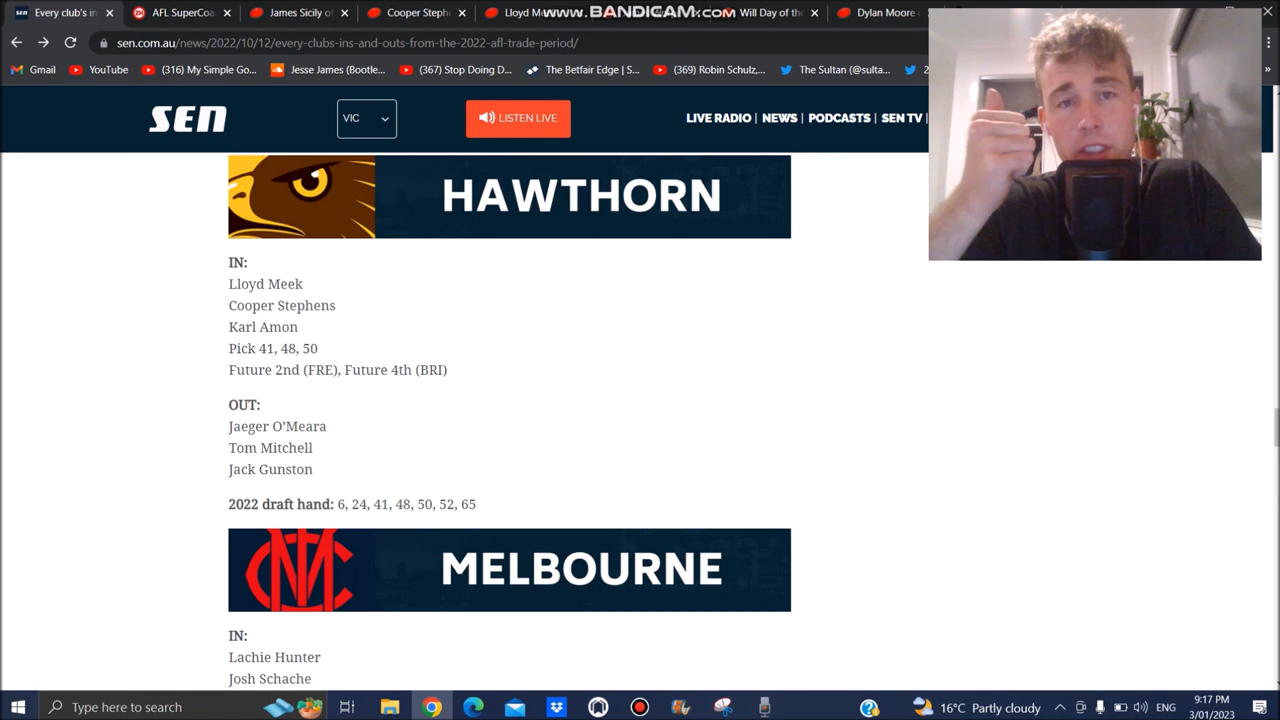 www.BANDICAM.com
Every club's in
AFL SuperCoa
James Sicily o
Cooper Steph
Lloyd Me
Will Day of th
Dylan Moore
sen.com.au/news/2022/10/12/every-clubs-ins-and-outs-from-the-2022-afl-trade-period/
Gmail
YouTube
(316) My Simple Go...
Jesse James (Bootle...
(367) Stop Doing D...
The Betfair Edge | S...
(369) Robin Schulz,...
The Sultan (@sulta...
SEN
VIC
LISTEN LIVE
LIVE RADIO | NEWS | PODCASTS | SEN TV |
HAWTHORN
IN:
Lloyd Meek
Cooper Stephens
Karl Amon
Pick 41, 48, 50
Future 2nd (FRE), Future 4th (BRI)
OUT:
Jaeger O’Meara
Tom Mitchell
Jack Gunston
2022 draft hand: 6, 24, 41, 48, 50, 52, 65
MELBOURNE
IN:
Lachie Hunter
Josh Schache
Type here to search
16°C Partly cloudy
ENG
9:17 PM
3/01/2023